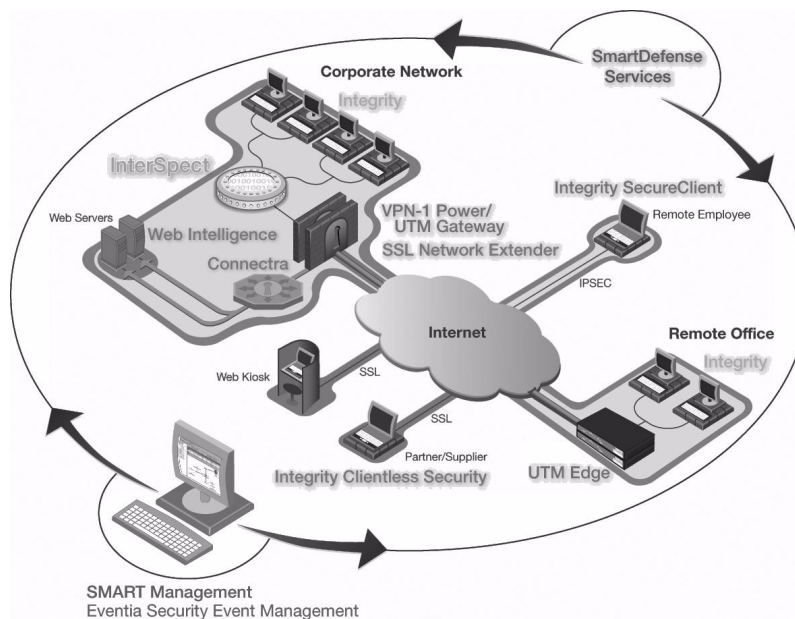 SmartDefense
Services
Corporate Network
Integrity
InterSpect
Integrity SecureClient
Remote Employee
VPN-1 Power/
UTM Gateway
SSL Network Extender
Web Servers
Web Intelligence
Connectra
IPSEC
Internet
Remote Office
Integrity
Web Kiosk
SSL
SSL
Partner/Supplier
Integrity Clientless Security
UTM Edge
SMART Management
Eventia Security Event Management